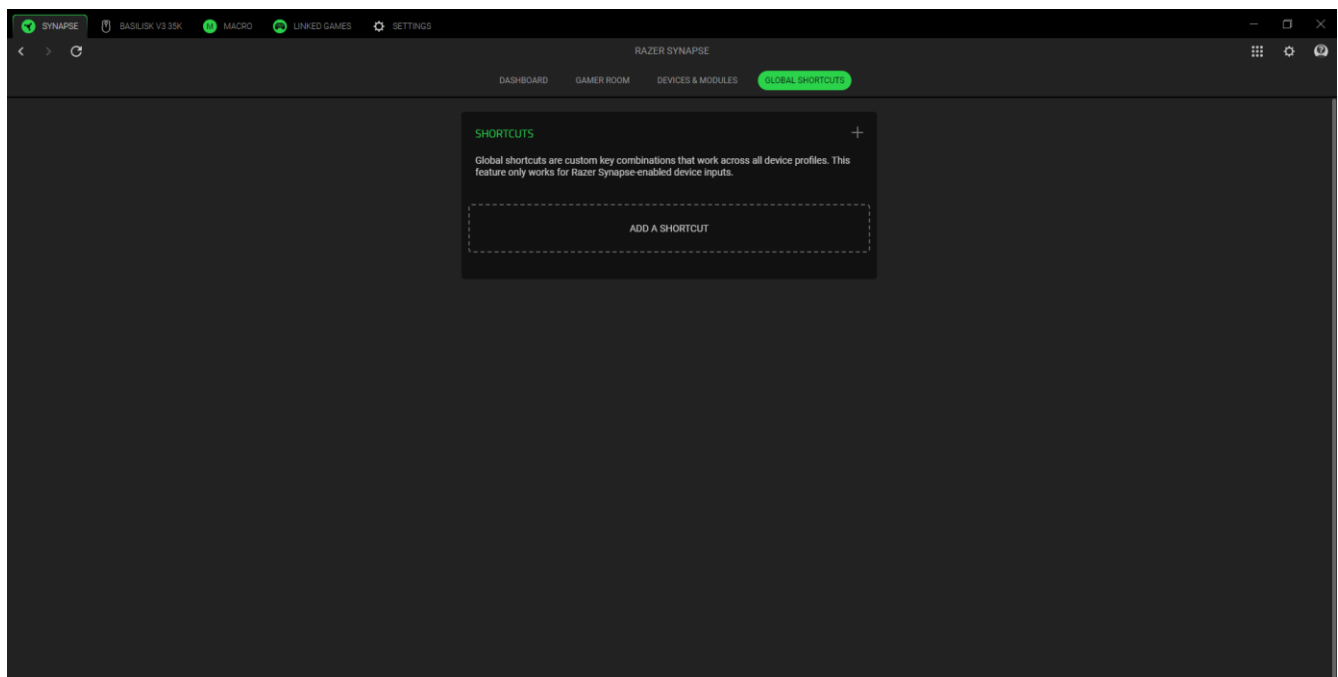 SYNAPSE BASILISK V3 35K MACRO LINKED GAMES SETTINGS
RAZER SYNAPSE
DASHBOARD GAMER ROOM DEVICES & MODULES GLOBAL SHORTCUTS
SHORTCUTS
Global shortcuts are custom key combinations that work across all device profiles. This
feature only works for Razer Synapse-enabled device inputs.
ADD A SHORTCUT